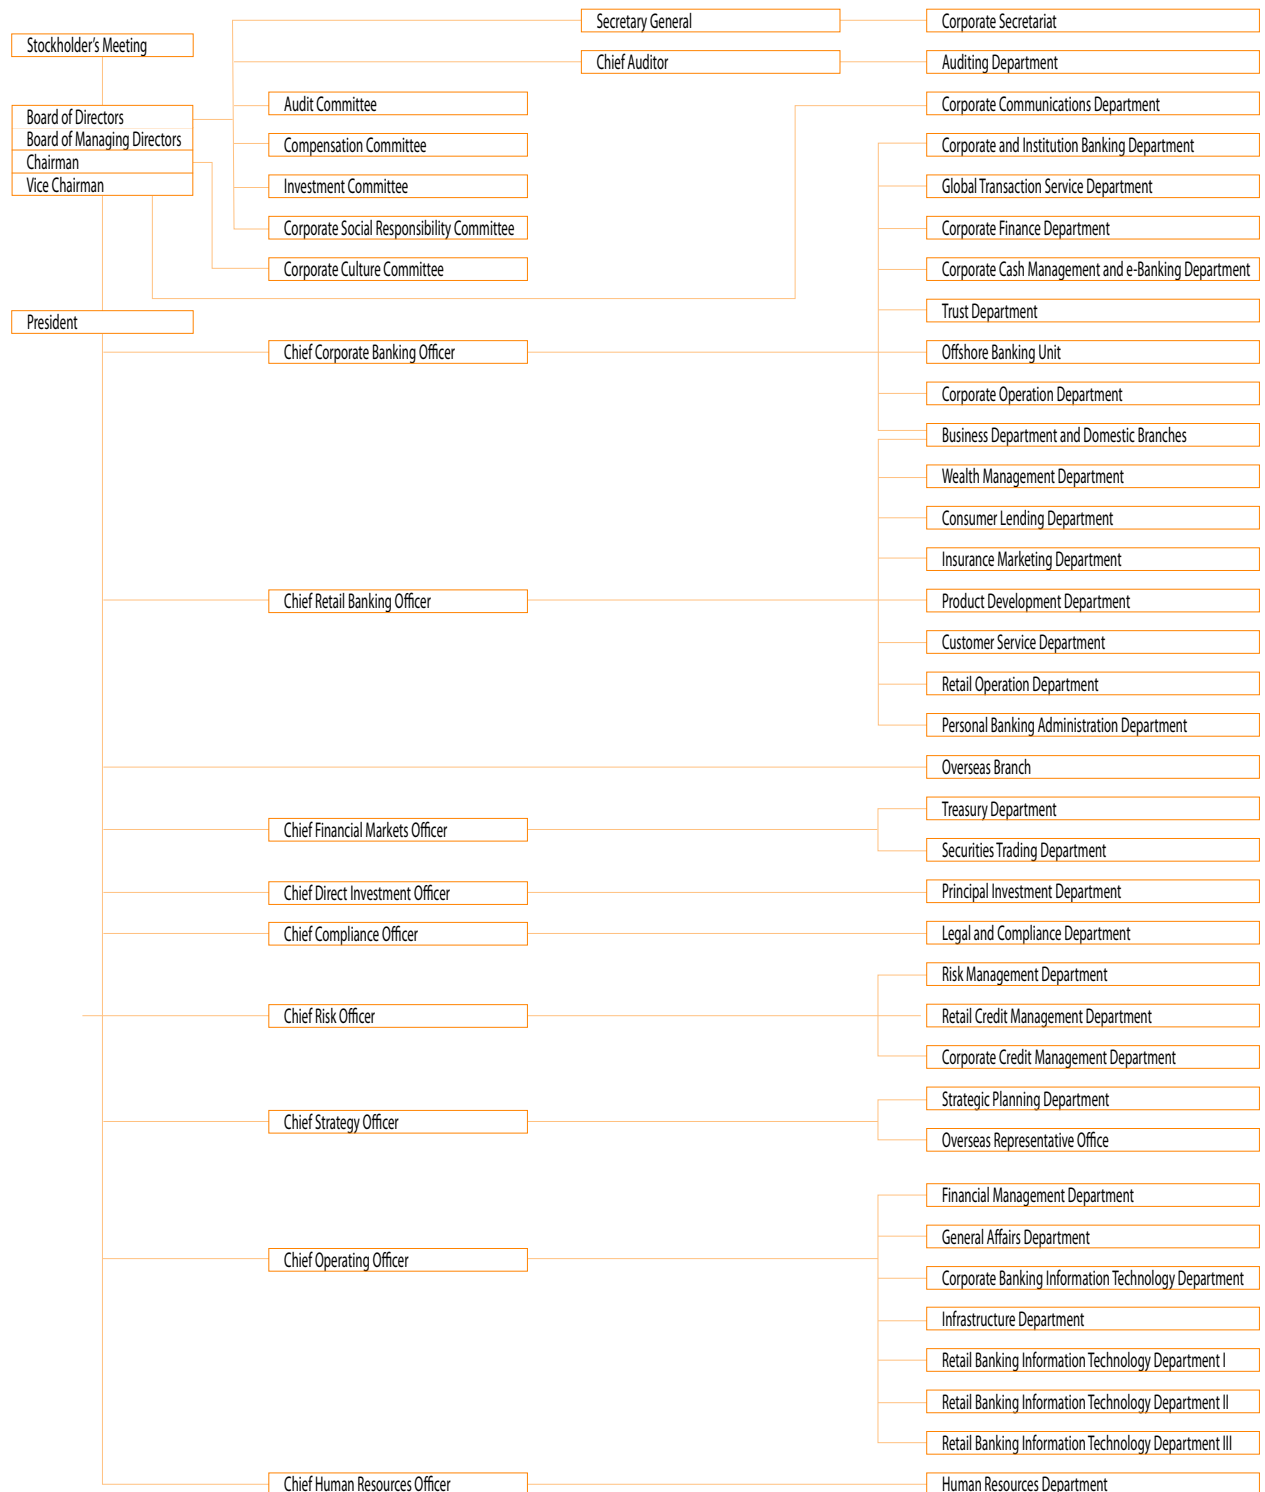 Secretary General
Corporate Secretariat
Stockholder's Meeting
Chief Auditor
Auditing Department
Audit Committee
Corporate Communications Department
Board of Directors
Board of Managing Directors
Compensation Committee
Corporate and Institution Banking Department
Chairman
Vice Chairman
Investment Committee
Global Transaction Service Department
Corporate Social Responsibility Committee
Corporate Finance Department
Corporate Culture Committee
Corporate Cash Management and e-Banking Department
Trust Department
President
Chief Corporate Banking Officer
Offshore Banking Unit
Corporate Operation Department
Business Department and Domestic Branches
Wealth Management Department
Consumer Lending Department
Insurance Marketing Department
Chief Retail Banking Officer
Product Development Department
Customer Service Department
Retail Operation Department
Personal Banking Administration Department
Overseas Branch
Treasury Department
Chief Financial Markets Officer
Securities Trading Department
Chief Direct Investment Officer
Principal Investment Department
Chief Compliance Officer
Legal and Compliance Department
Risk Management Department
Chief Risk Officer
Retail Credit Management Department
Corporate Credit Management Department
Strategic Planning Department
Chief Strategy Officer
Overseas Representative Office
Financial Management Department
General Affairs Department
Chief Operating Officer
Corporate Banking Information Technology Department
Infrastructure Department
Retail Banking Information Technology Department I
Retail Banking Information Technology Department II
Retail Banking Information Technology Department III
Chief Human Resources Officer
Human Resources Department